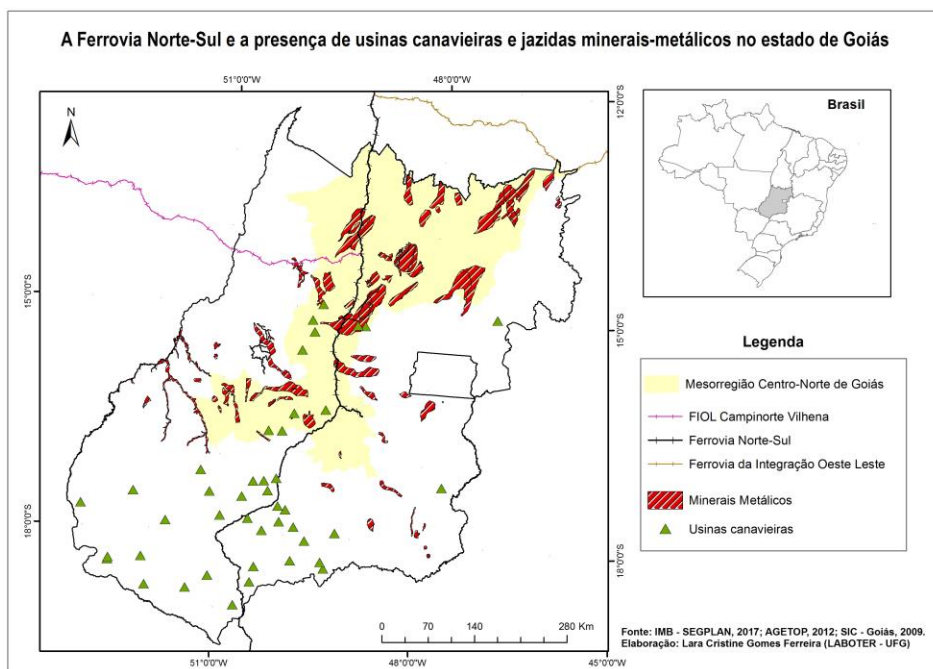 A Ferrovia Norte-Sul e a presença de usinas canavieiras e jazidas minerais-metálicos no estado de Goiás
51°0'0"W
48°0'0"W
N
12°0'0"S
15°0'0"S
15°0'0"S
18°0'0"S
18°0'0"S
0 70 140 280 Km
51°0'0"W
48°0'0"W
45°0'0"W
Brasil
Legenda
Mesorregião Centro-Norte de Goiás
FIOL Campinorte Vilhena
Ferrovia Norte-Sul
Ferrovia da Integração Oeste Leste
Minerais Metálicos
Usinas canavieiras
Fonte: IMB - SEGPLAN, 2017; AGETOP, 2012; SIC - Goiás, 2009.
Elaboração: Lara Cristine Gomes Ferreira (LABOTER - UFG)